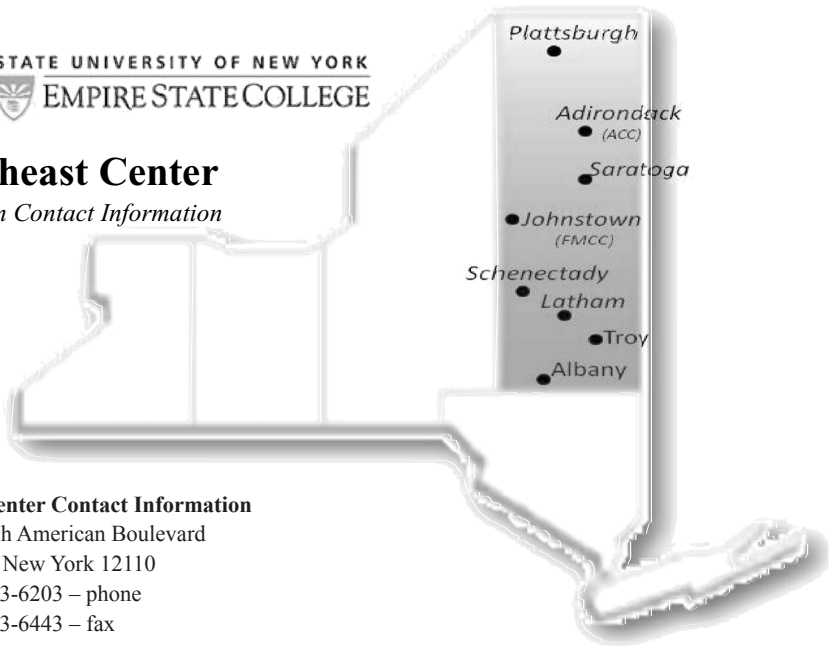 STATE UNIVERSITY OF NEW YORK
EMPIRE STATE COLLEGE
heast Center
Contact Information
Plattsburgh
Adirondack
(ACC)
Saratoga
Johnstown
(FMCC)
Schenectady
Latham
Troy
Albany
enter Contact Information
h American Boulevard
New York 12110
3-6203 – phone
3-6443 – fax